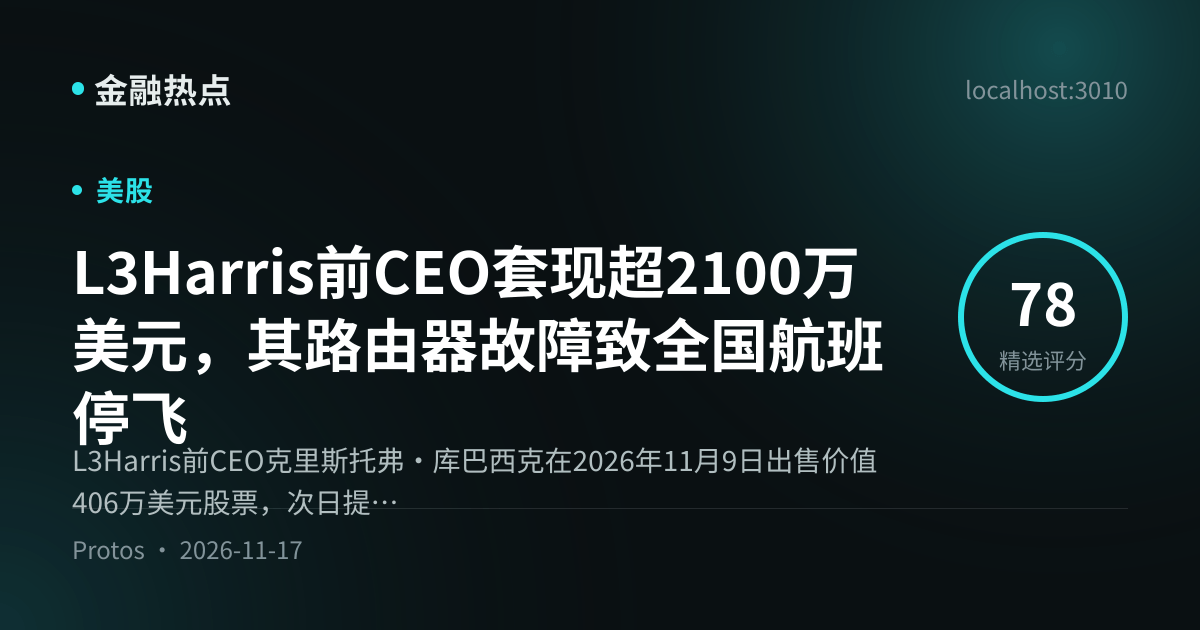 金融热点
localhost:3010
美股
L3Harris前CEO套现超2100万
美元，其路由器故障致全国航班
停飞
78
精选评分
L3Harris前CEO克里斯托弗·库巴西克在2026年11月9日出售价值
406万美元股票，次日提…
Protos · 2026-11-17